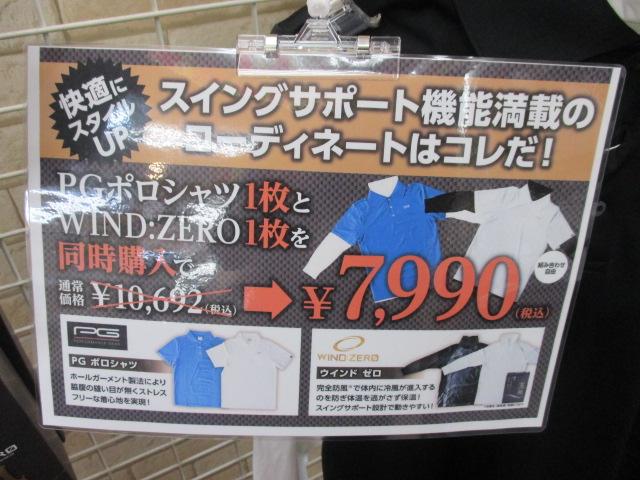 快適に
スタイル
UP
スイングサポート機能満載の
コーディネートはコレだ!
PGポロシャツ1枚と
WIND:ZERO1枚を
同時購入で
通常
価格 ¥10,692(税込)
¥7,990(税込)
組み合わせ
自由
PG
PG ポロシャツ
ホールガーメント製法により
脇腹の縫い目が無くストレス
フリーな着心地を実現!
WIND:ZERO
ウインド ゼロ
完全防風*で体内に冷風が進入する
のを防ぎ体温を逃がさず保温!
スイングサポート設計で動きやすい!